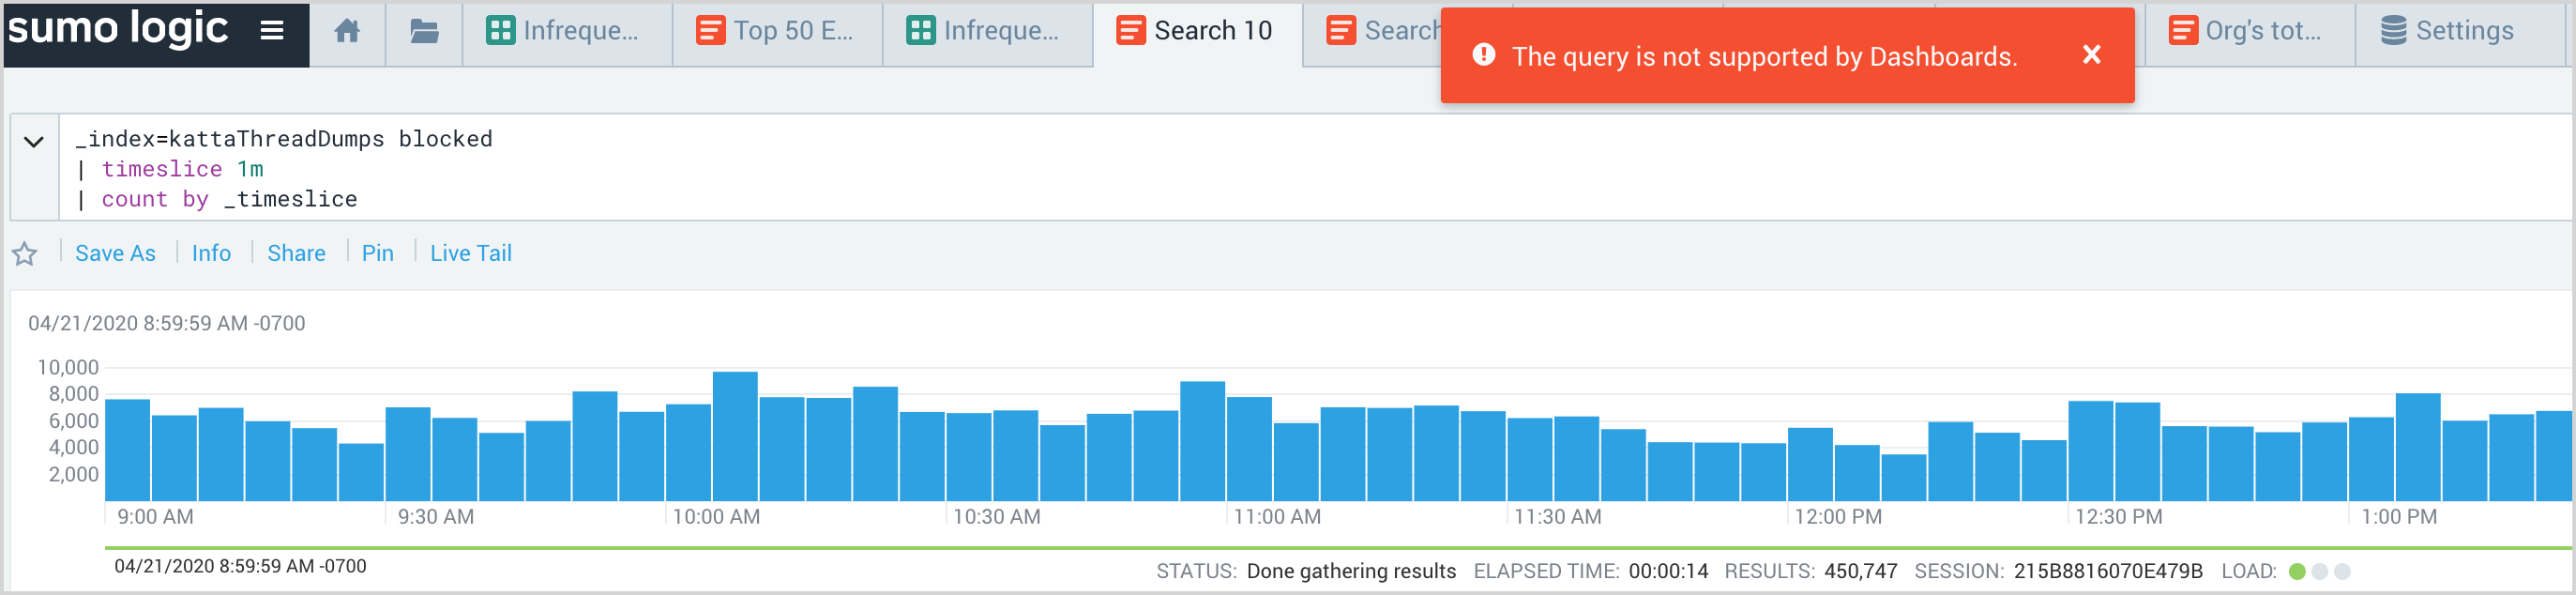 sumo logic
Infreque...
Top 50 E...
Infreque...
Search 10
Search
The query is not supported by Dashboards.
Org's tot...
Settings
_index=kattaThreadDumps blocked
| timeslice 1m
| count by _timeslice
Save As
Info
Share
Pin
Live Tail
04/21/2020 8:59:59 AM -0700
10,000
8,000
6,000
4,000
2,000
9:00 AM
9:30 AM
10:00 AM
10:30 AM
11:00 AM
11:30 AM
12:00 PM
12:30 PM
1:00 PM
04/21/2020 8:59:59 AM -0700
STATUS: Done gathering results ELAPSED TIME: 00:00:14 RESULTS: 450,747 SESSION: 215B8816070E479B LOAD: